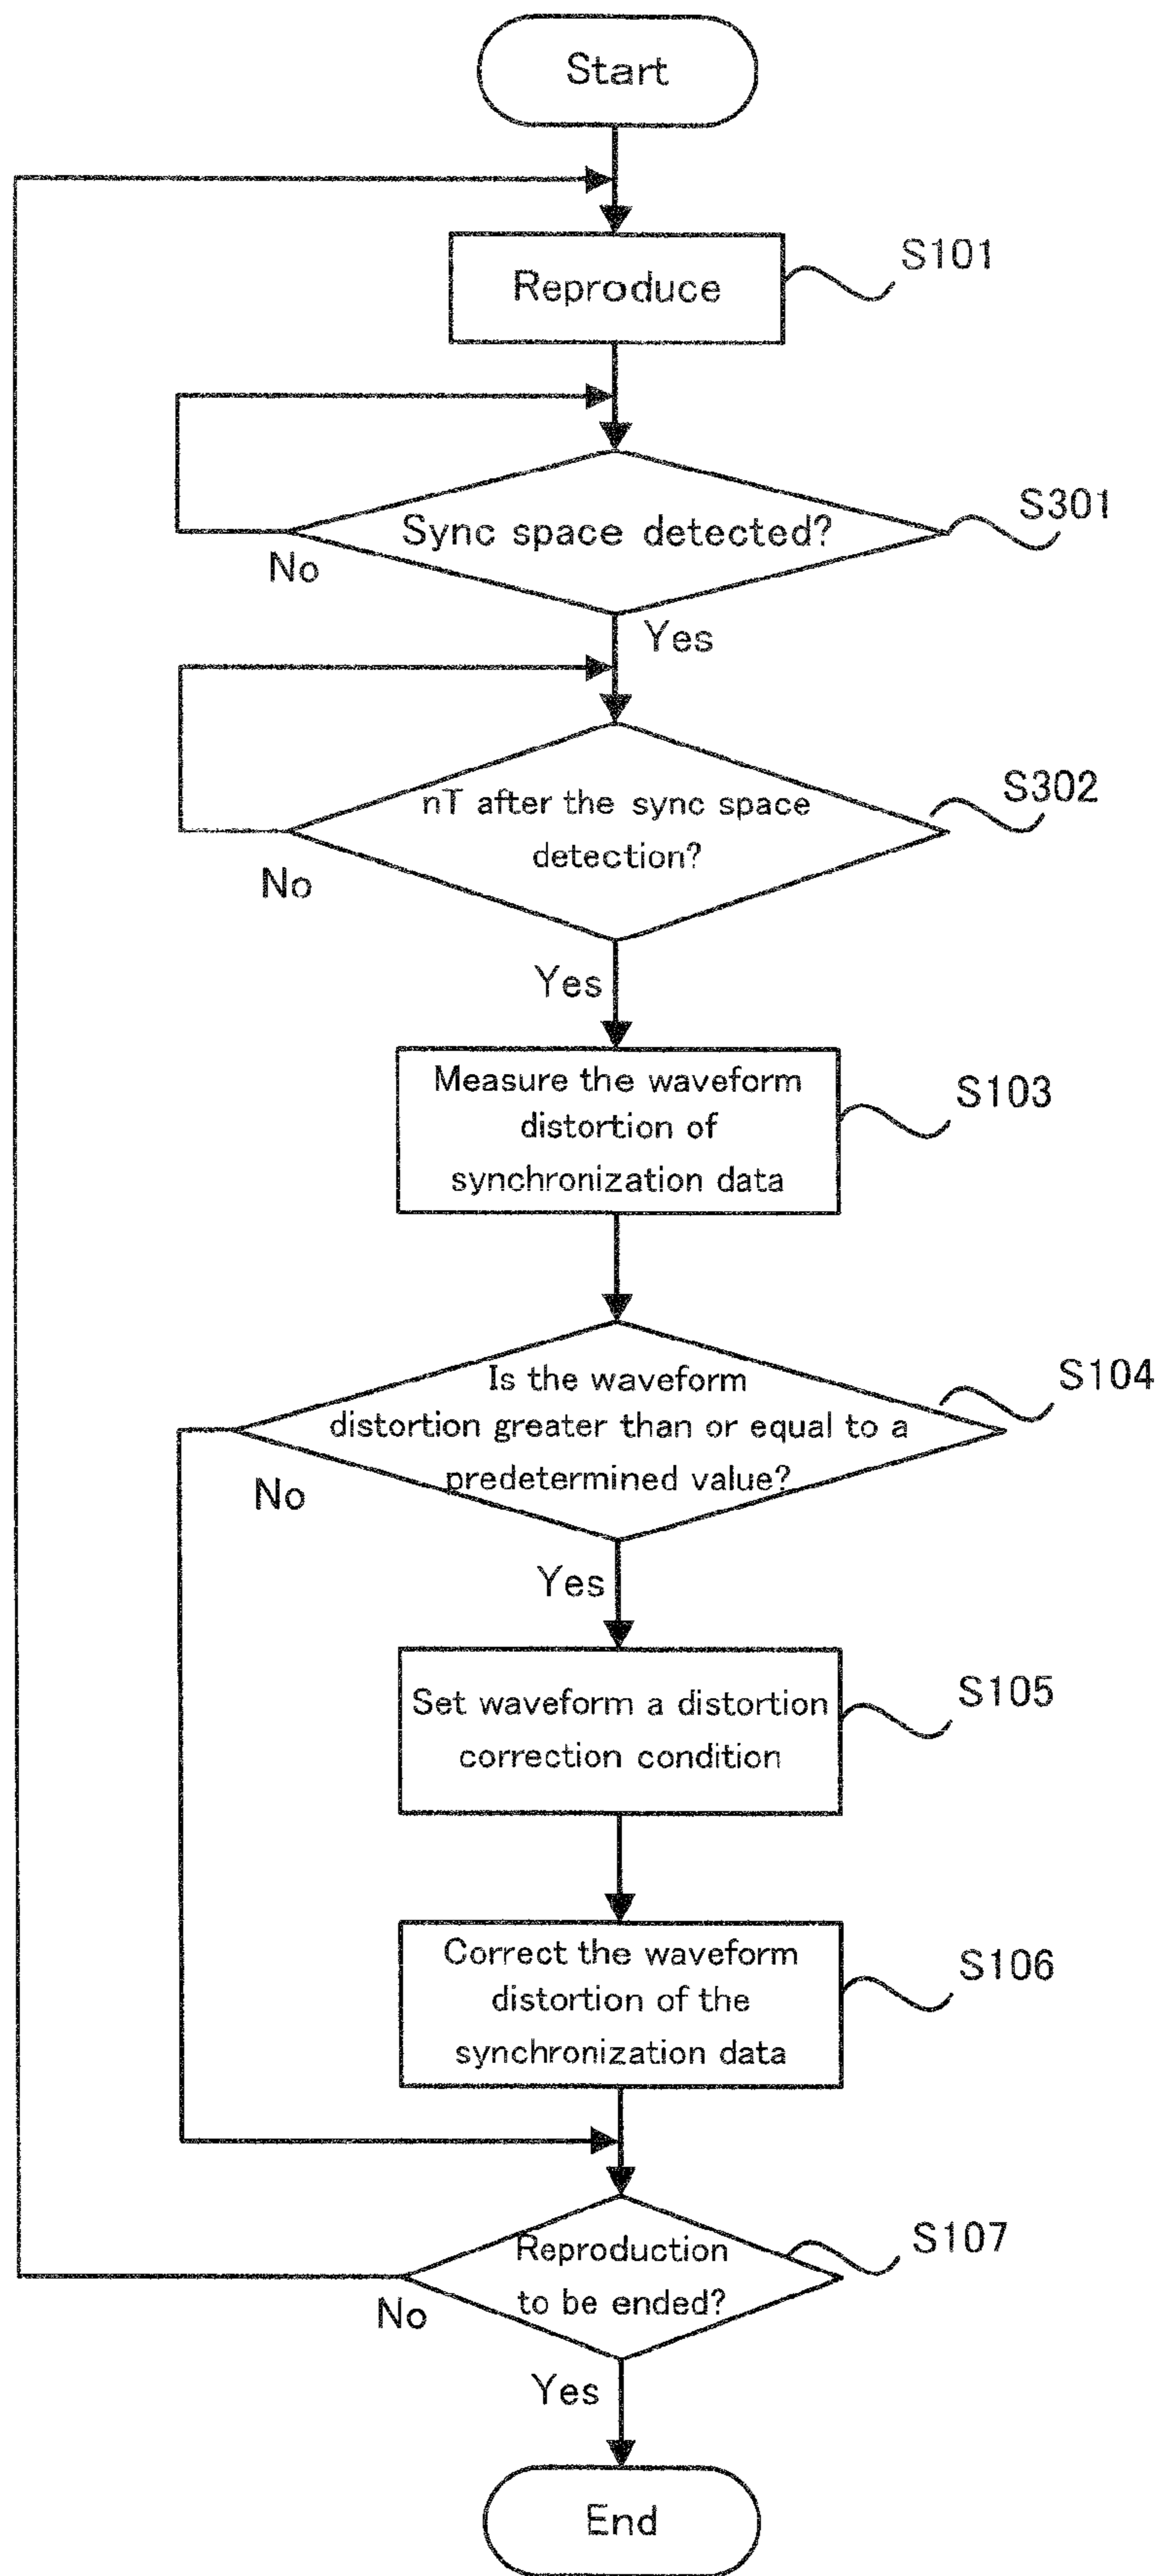 Start
Reproduce
S101
Sync space detected?
S301
No
Yes
nT after the sync space
detection?
S302
No
Yes
Measure the waveform
distortion of
synchronization data
S103
Is the waveform
distortion greater than or equal to a
predetermined value?
S104
No
Yes
Set waveform a distortion
correction condition
S105
Correct the waveform
distortion of the
synchronization data
S106
Reproduction
to be ended?
S107
No
Yes
End